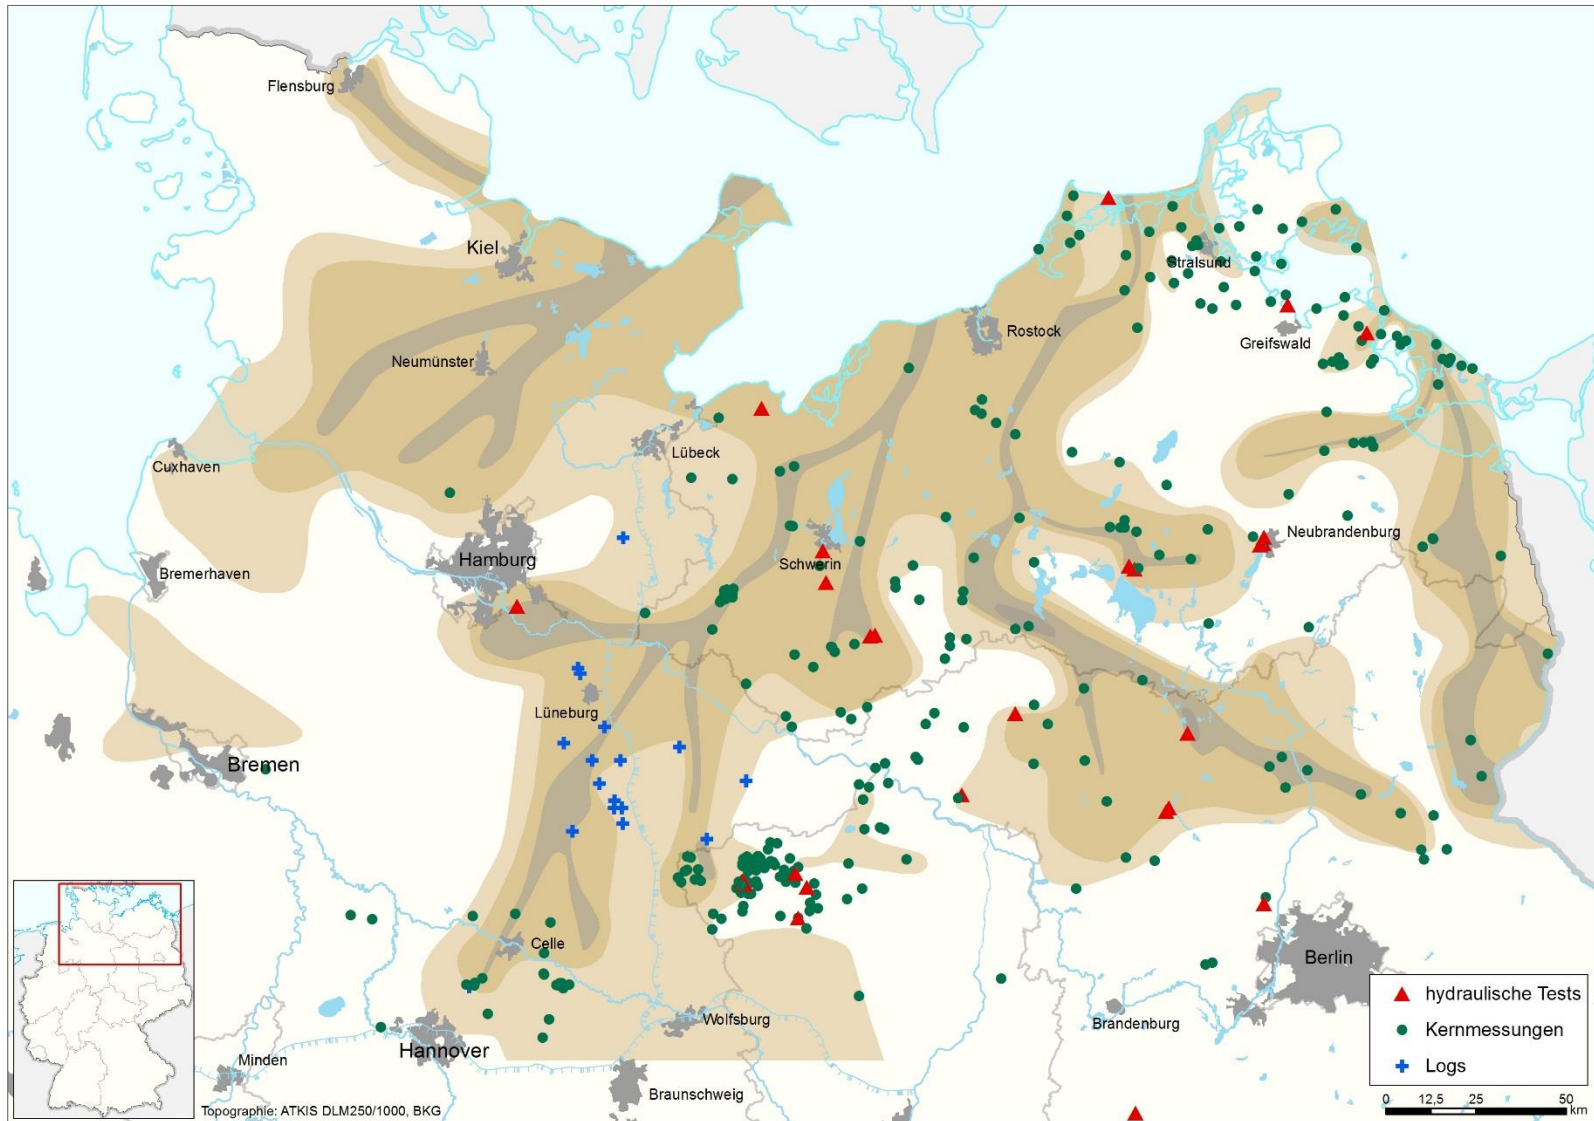 Flensburg
Kiel
Stralsund
Rostock
Greifswald
Neumünster
Lübeck
Cuxhaven
Neubrandenburg
Hamburg
Schwerin
Bremerhaven
Lüneburg
Bremen
Celle
Berlin
hydraulische Tests
Kernmessungen
Logs
Wolfsburg
Brandenburg
Hannover
Minden
Braunschweig
Topographie: ATKIS DLM250/1000, BKG
0 12,5 25 50
km